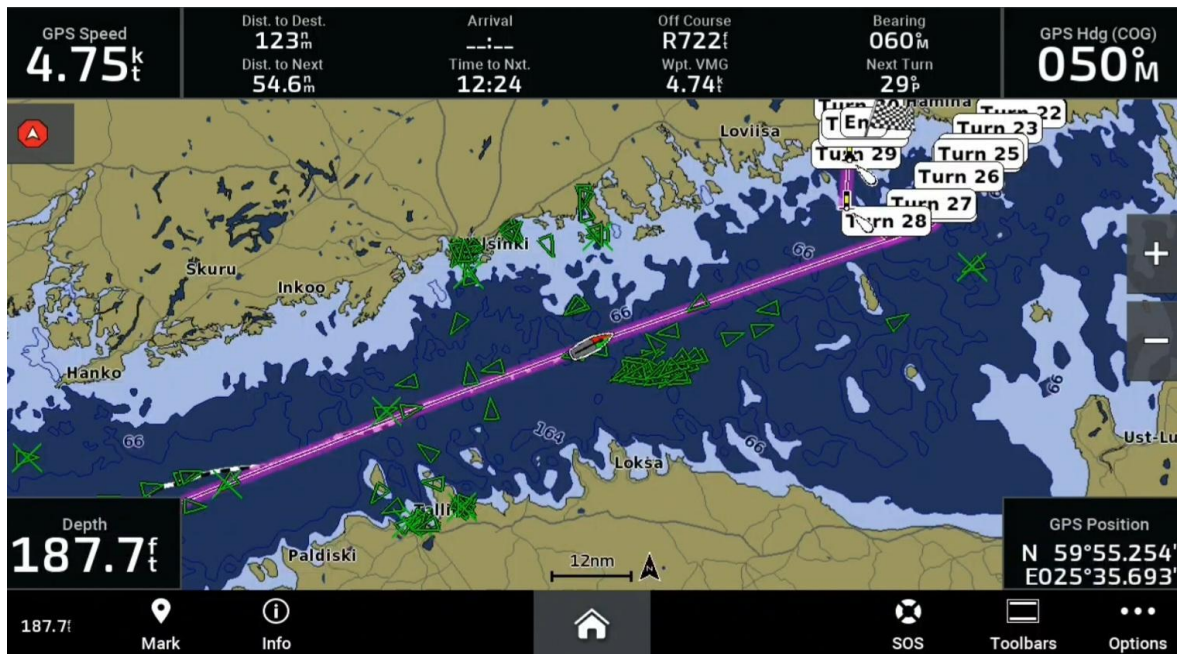 GPS Speed
4.75kt
Dist. to Dest.
123nm
Dist. to Next
54.6nm
Arrival
__:__
Time to Nxt.
12:24
Off Course
R722ft
Wpt. VMG
4.74kt
Bearing
060°M
Next Turn
29°P
GPS Hdg (COG)
050°M
Hamina
Turn 22
Loviisa
Turn 23
Turn 29
Turn 25
Turn 26
Turn 27
Turn 28
66
Skuru
Inkoo
66
Hanko
66
66
164
66
Ust-Lu
Loksa
Paldiski
12nm
N
Depth
187.7ft
GPS Position
N 59°55.254'
E025°35.693'
187.7ft
Mark
Info
SOS
Toolbars
Options